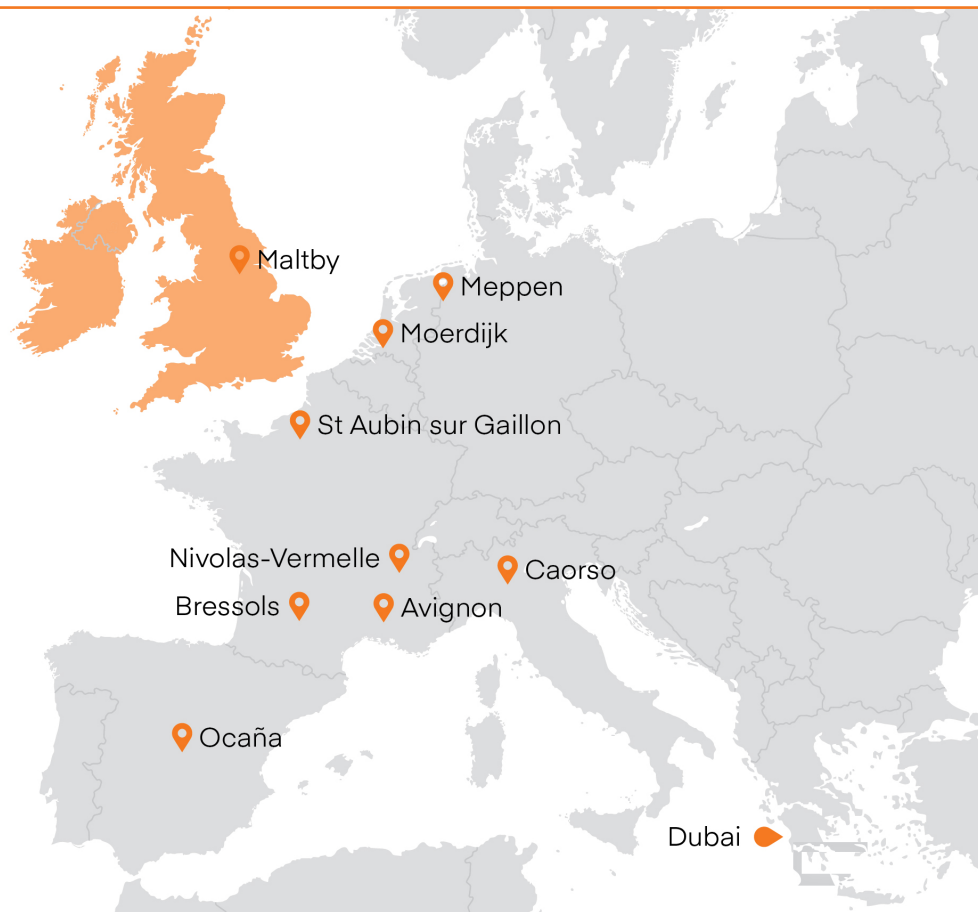 Maltby
Meppen
Moerdijk
St Aubin sur Gaillon
Nivolas-Vermelle
Caorso
Bressols
Avignon
Ocaña
Dubai